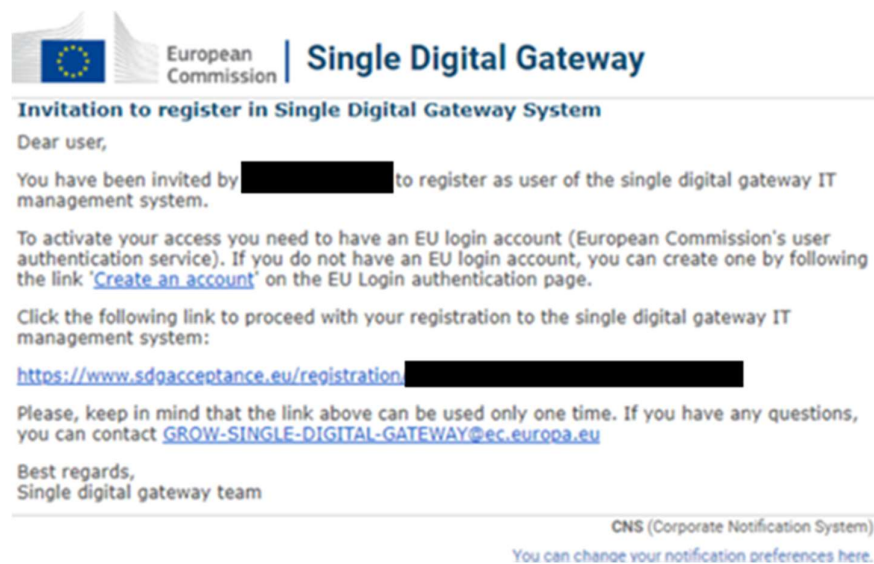 European
Commission
Single Digital Gateway
Invitation to register in Single Digital Gateway System
Dear user,
You have been invited by to register as user of the single digital gateway IT
management system.
To activate your access you need to have an EU login account (European Commission's user
authentication service). If you do not have an EU login account, you can create one by following
the link 'Create an account' on the EU Login authentication page.
Click the following link to proceed with your registration to the single digital gateway IT
management system:
https://www.sdgacceptance.eu/registration/
Please, keep in mind that the link above can be used only one time. If you have any questions,
you can contact GROW-SINGLE-DIGITAL-GATEWAY@ec.europa.eu
Best regards,
Single digital gateway team
CNS (Corporate Notification System)
You can change your notification preferences here.